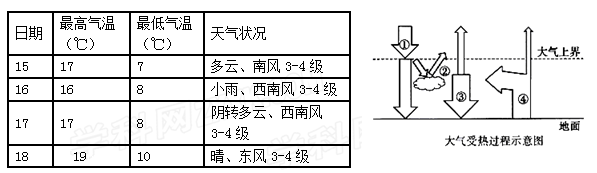 日期 最高气温(℃) 最低气温(℃) 天气状况
15 17 7 多云、南风3-4级
16 16 8 小雨、西南风3-4级
17 17 8 阴转多云、西南风3-4级
18 19 10 晴、东风3-4级
① ② ③ ④
大气上界
地面
大气受热过程示意图